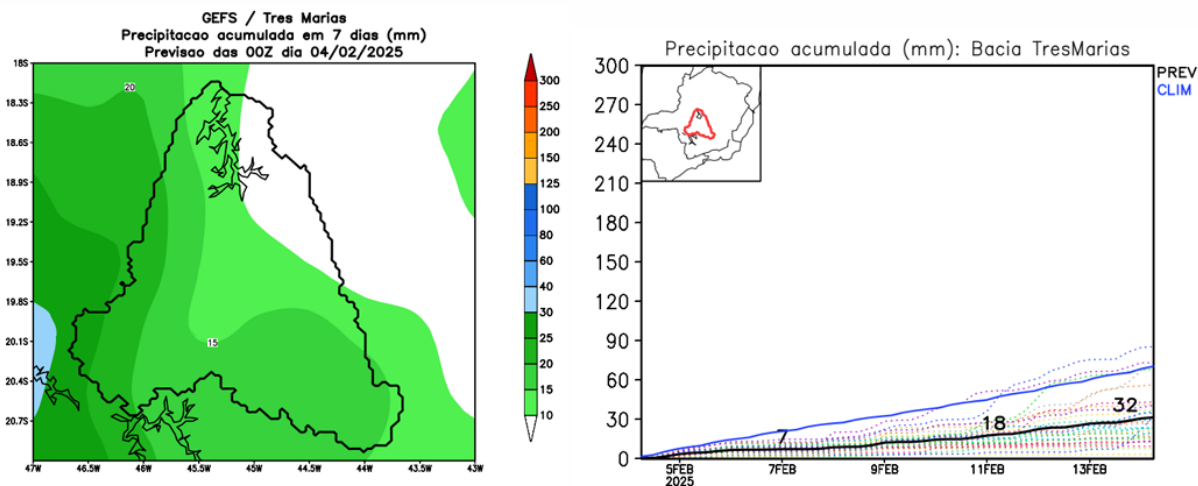 GEFS / Tres Marias
Precipitacao acumulada em 7 dias (mm)
Previsao das 00Z dia 04/02/2025
18S
18.3S
18.6S
18.9S
19.2S
19.5S
19.8S
20.1S
20.4S
20.7S
47W
46.5W
46W
45.5W
45W
44.5W
44W
43.5W
43W
20
15
300
250
200
150
125
100
80
60
40
30
25
20
15
10
Precipitacao acumulada (mm): Bacia TresMarias
PREV
CLIM
300
270
240
210
180
150
120
90
60
30
0
7
18
32
5FEB
2025
7FEB
9FEB
11FEB
13FEB